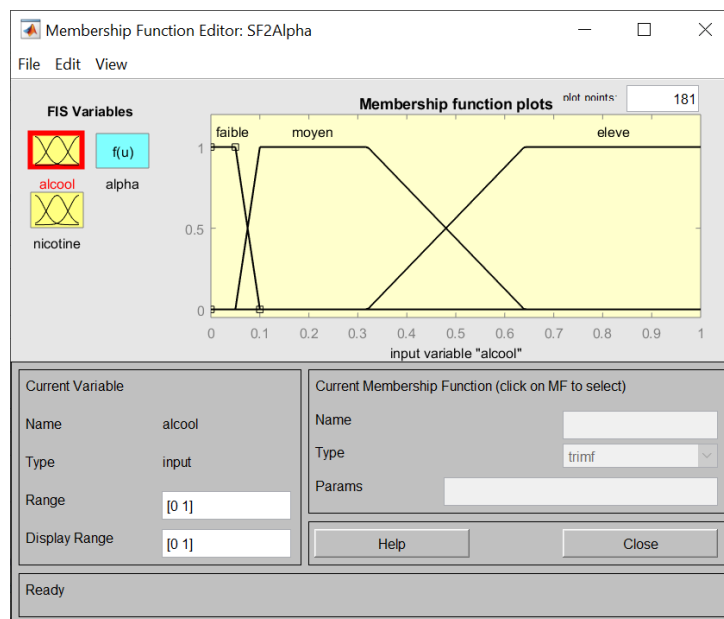 Membership Function Editor: SF2Alpha
File Edit View
FIS Variables
f(u)
alcool
alpha
nicotine
Membership function plots
plot points:
181
faible
moyen
eleve
1
0.5
0
0 0.1 0.2 0.3 0.4 0.5 0.6 0.7 0.8 0.9 1
input variable "alcool"
Current Variable
Name alcool
Type input
Range [0 1]
Display Range [0 1]
Current Membership Function (click on MF to select)
Name
Type trimf
Params
Help
Close
Ready